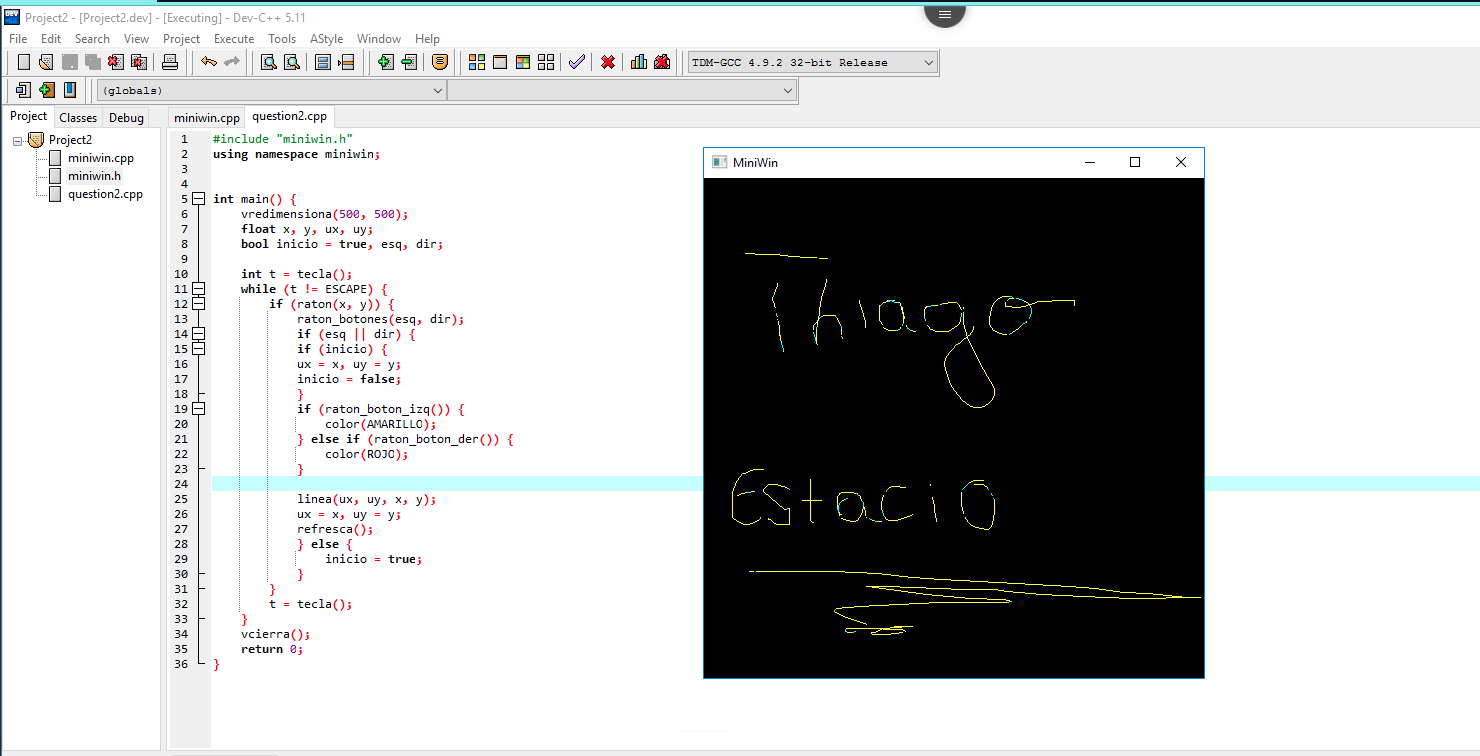 Project2 - [Project2.dev] - [Executing] - Dev-C++ 5.11
File Edit Search View Project Execute Tools AStyle Window Help
TDM-GCC 4.9.2 32-bit Release
(globals)
Project Classes Debug
miniwin.cpp question2.cpp
Project2
miniwin.cpp
miniwin.h
question2.cpp
1 #include "miniwin.h"
2 using namespace miniwin;
3
4
5 int main() {
6 vredimensiona(500, 500);
7 float x, y, ux, uy;
8 bool inicio = true, esq, dir;
9
10 int t = tecla();
11 while (t != ESCAPE) {
12 if (raton(x, y)) {
13 raton_botones(esq, dir);
14 if (esq || dir) {
15 if (inicio) {
16 ux = x, uy = y;
17 inicio = false;
18 }
19 if (raton_boton_izq()) {
20 color(AMARILLO);
21 } else if (raton_boton_der()) {
22 color(ROJO);
23 }
24
25 linea(ux, uy, x, y);
26 ux = x, uy = y;
27 refresca();
28 } else {
29 inicio = true;
30 }
31 }
32 t = tecla();
33 }
34 vcierra();
35 return 0;
36 }
MiniWin
Thiago
Estacio